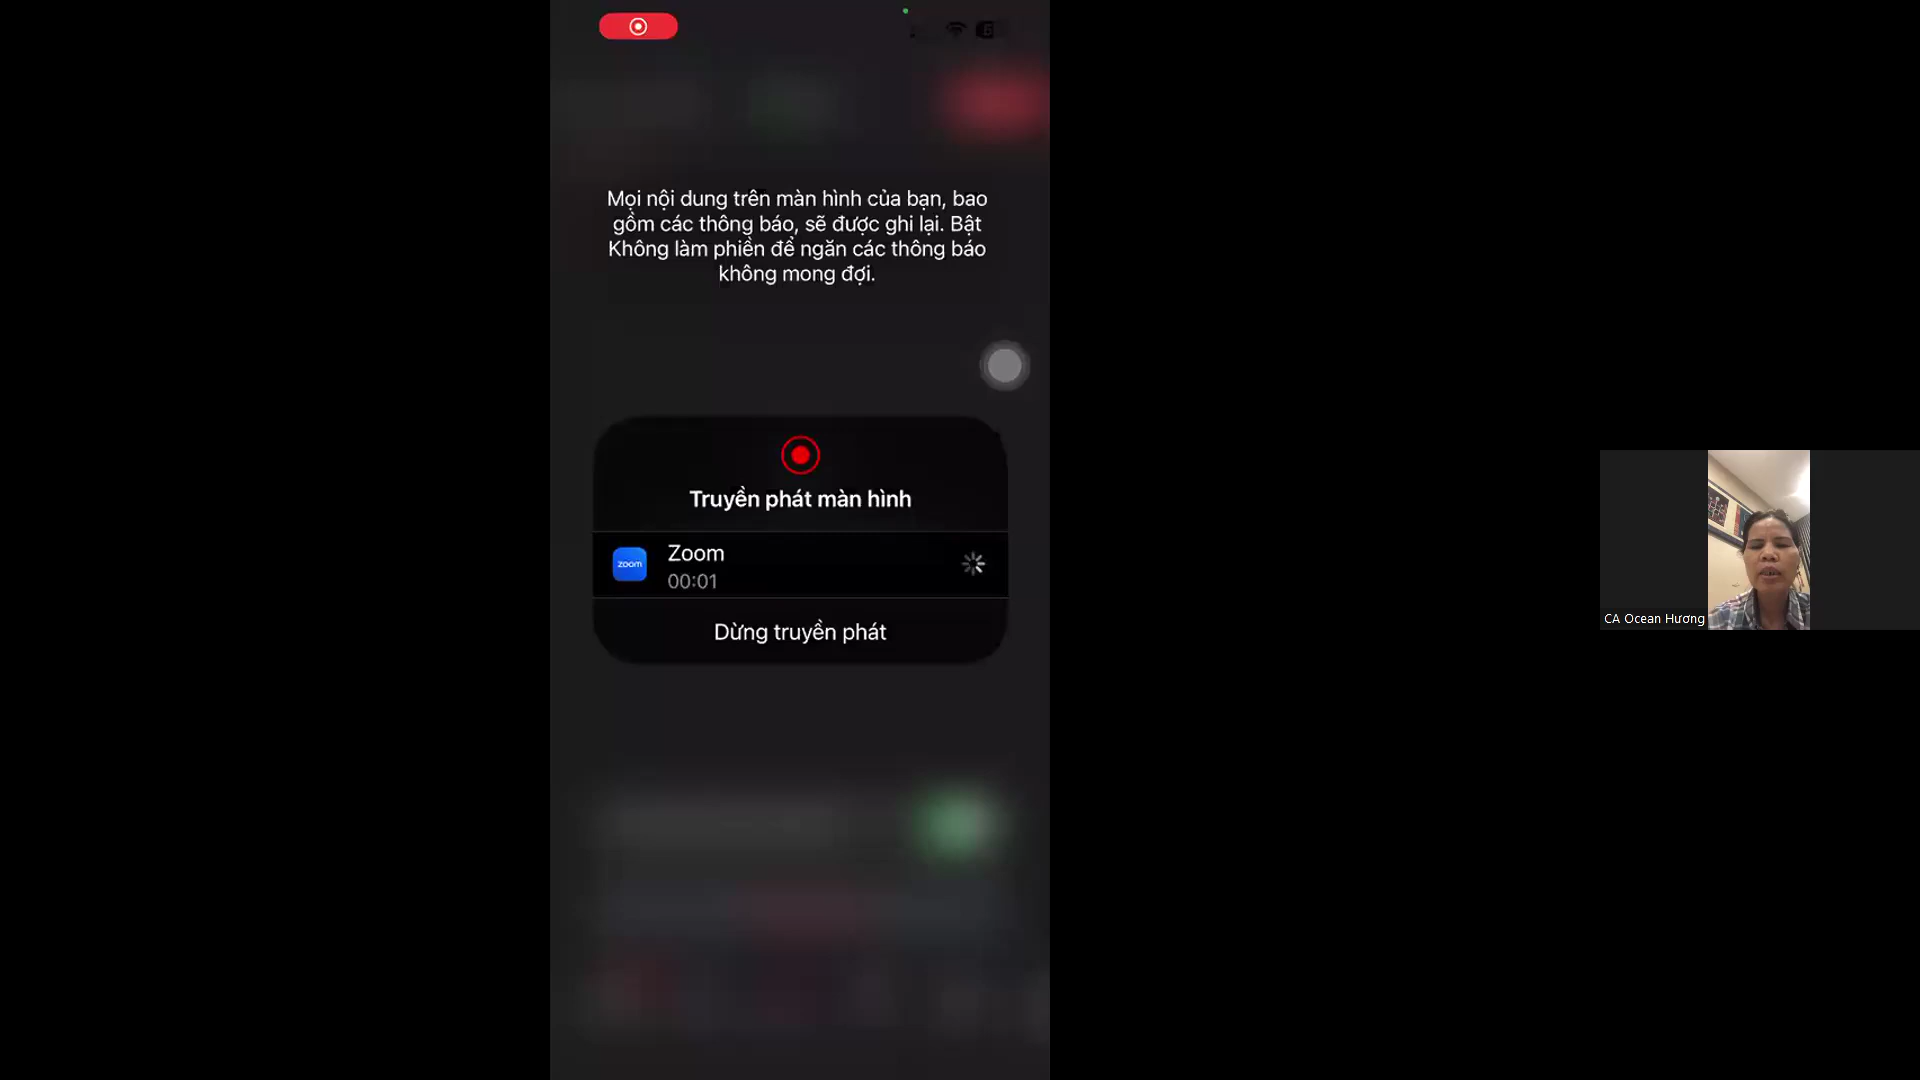 Mọi nội dung trên màn hình của bạn, bao
gồm các thông báo, sẽ được ghi lại. Bật
Không làm phiền để ngăn các thông báo
không mong đợi.
Truyền phát màn hình
zoom
Zoom
00:01
Dừng truyền phát
CA Ocean Hương